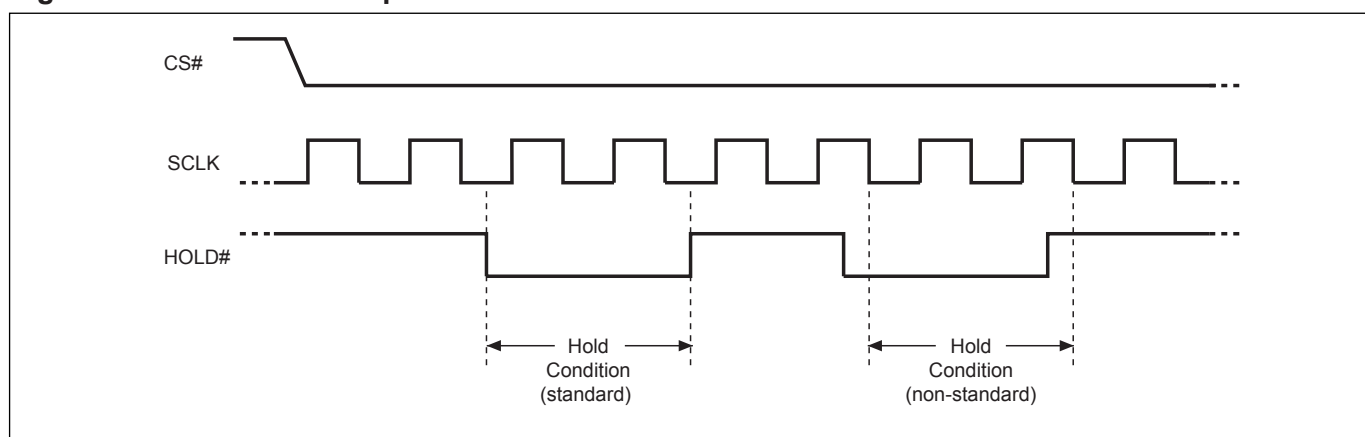 CS#
SCLK
HOLD#
Hold
Condition
(standard)
Hold
Condition
(non-standard)